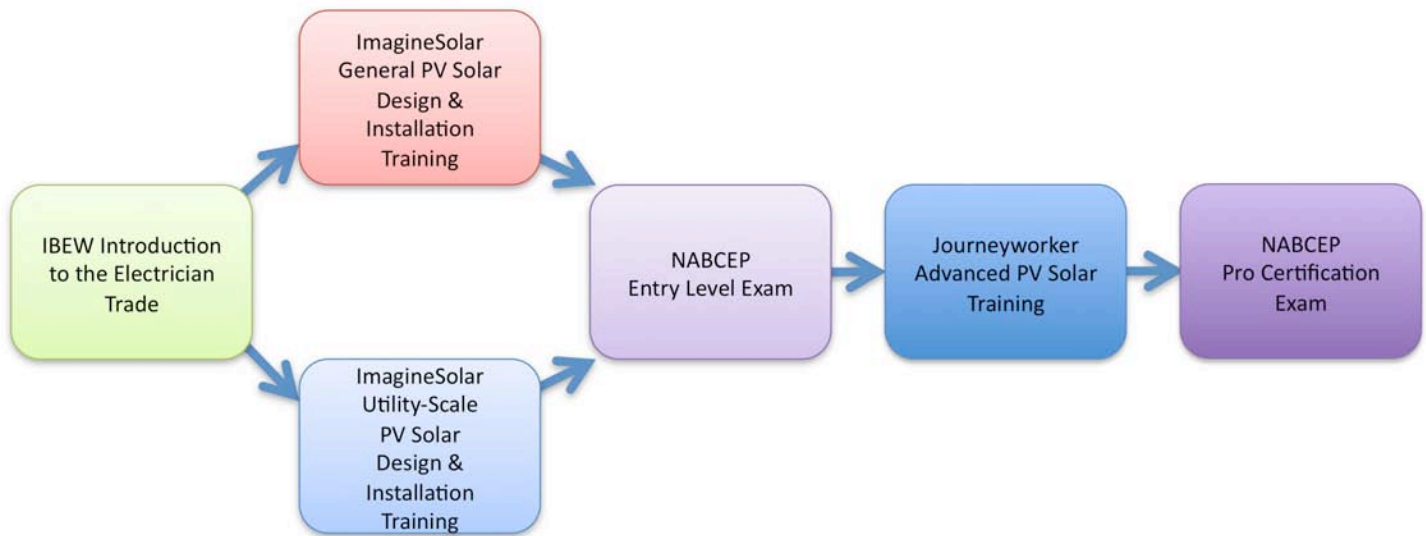 IBEW Introduction
to the Electrician
Trade
ImagineSolar
General PV Solar
Design &
Installation
Training
ImagineSolar
Utility-Scale
PV Solar
Design &
Installation
Training
NABCEP
Entry Level Exam
Journeyworker
Advanced PV Solar
Training
NABCEP
Pro Certification
Exam